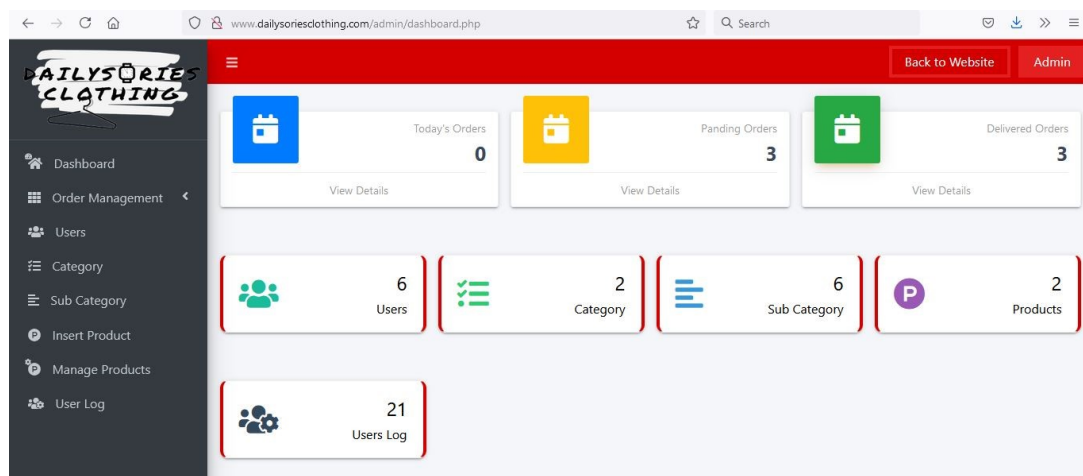 www.dailysoriesclothing.com/admin/dashboard.php
Search
DAILYSORIES
CLOTHING
Back to Website
Admin
Dashboard
Order Management
Users
Category
Sub Category
Insert Product
Manage Products
User Log
Today's Orders
0
View Details
Panding Orders
3
View Details
Delivered Orders
3
View Details
6
Users
2
Category
6
Sub Category
P
2
Products
21
Users Log